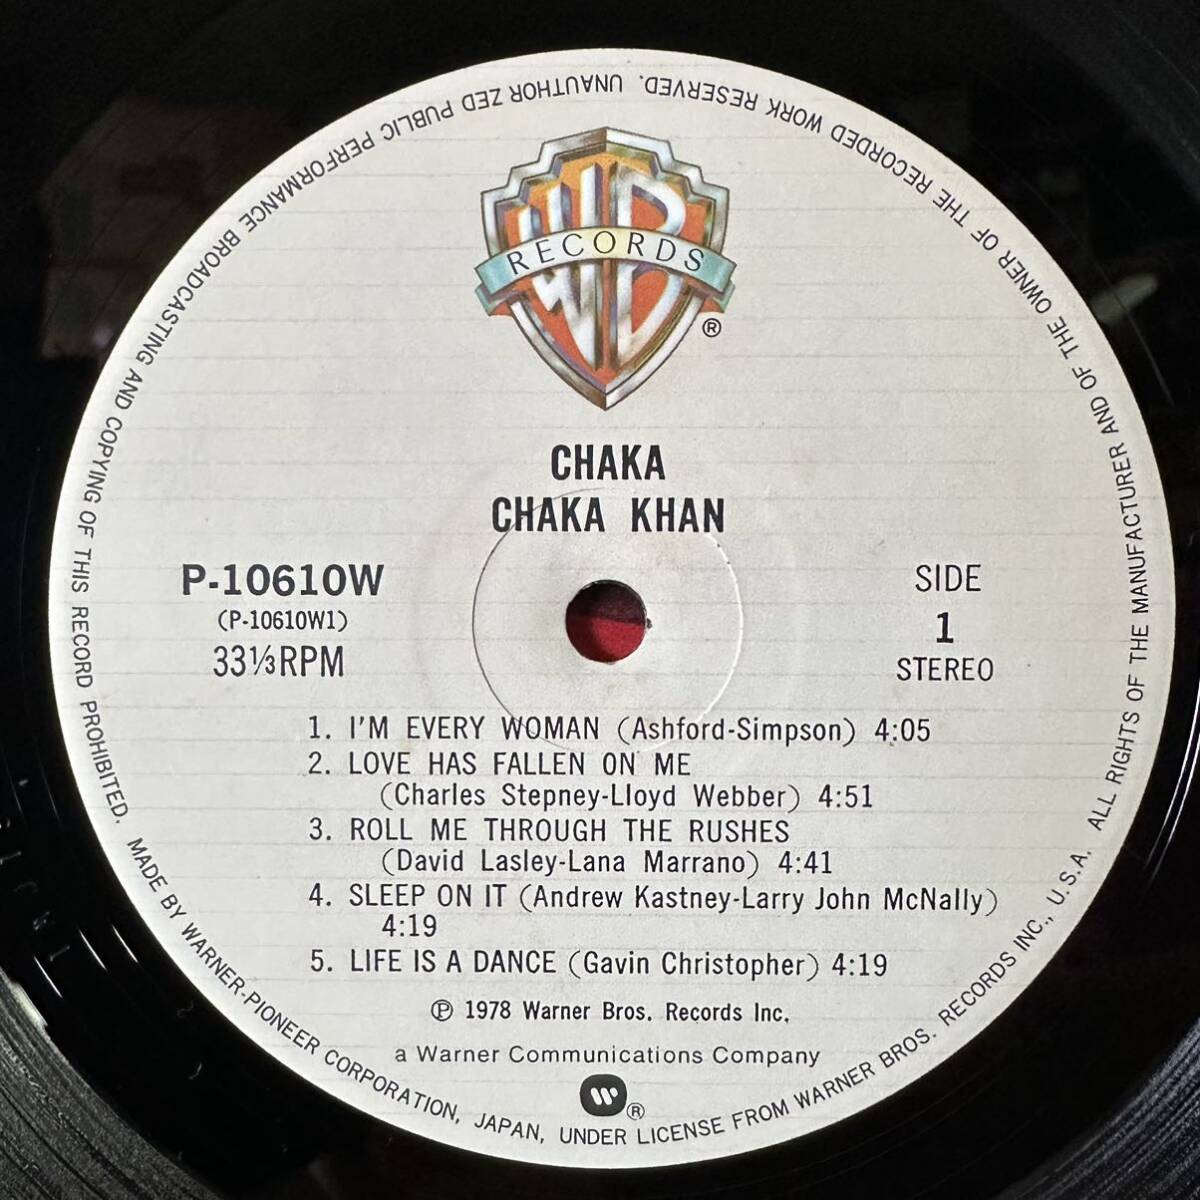 WB
RECORDS
®
CHAKA
CHAKA KHAN
P-10610W
(P-10610W1)
33⅓RPM
SIDE
1
STEREO
1. I'M EVERY WOMAN (Ashford-Simpson) 4:05
2. LOVE HAS FALLEN ON ME
(Charles Stepney-Lloyd Webber) 4:51
3. ROLL ME THROUGH THE RUSHES
(David Lasley-Lana Marrano) 4:41
4. SLEEP ON IT (Andrew Kastney-Larry John McNally)
4:19
5. LIFE IS A DANCE (Gavin Christopher) 4:19
℗ 1978 Warner Bros. Records Inc.
a Warner Communications Company
®
MADE BY WARNER-PIONEER CORPORATION, JAPAN, UNDER LICENSE FROM WARNER BROS. RECORDS INC., U.S.A. ALL RIGHTS OF THE MANUFACTURER AND OF THE OWNER OF THE RECORDED WORK RESERVED. UNAUTHOR ZED PUBLIC PERFORMANCE BROADCASTING AND COPYING OF THIS RECORD PROHIBITED.